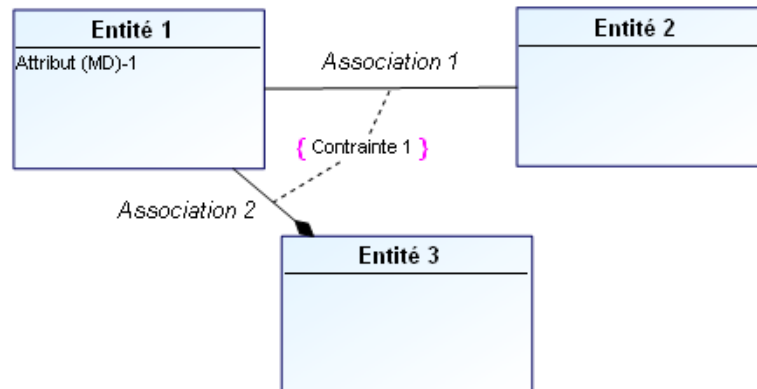 Entité 1
Attribut (MD)-1
Association 1
Entité 2
{ Contrainte 1 }
Association 2
Entité 3